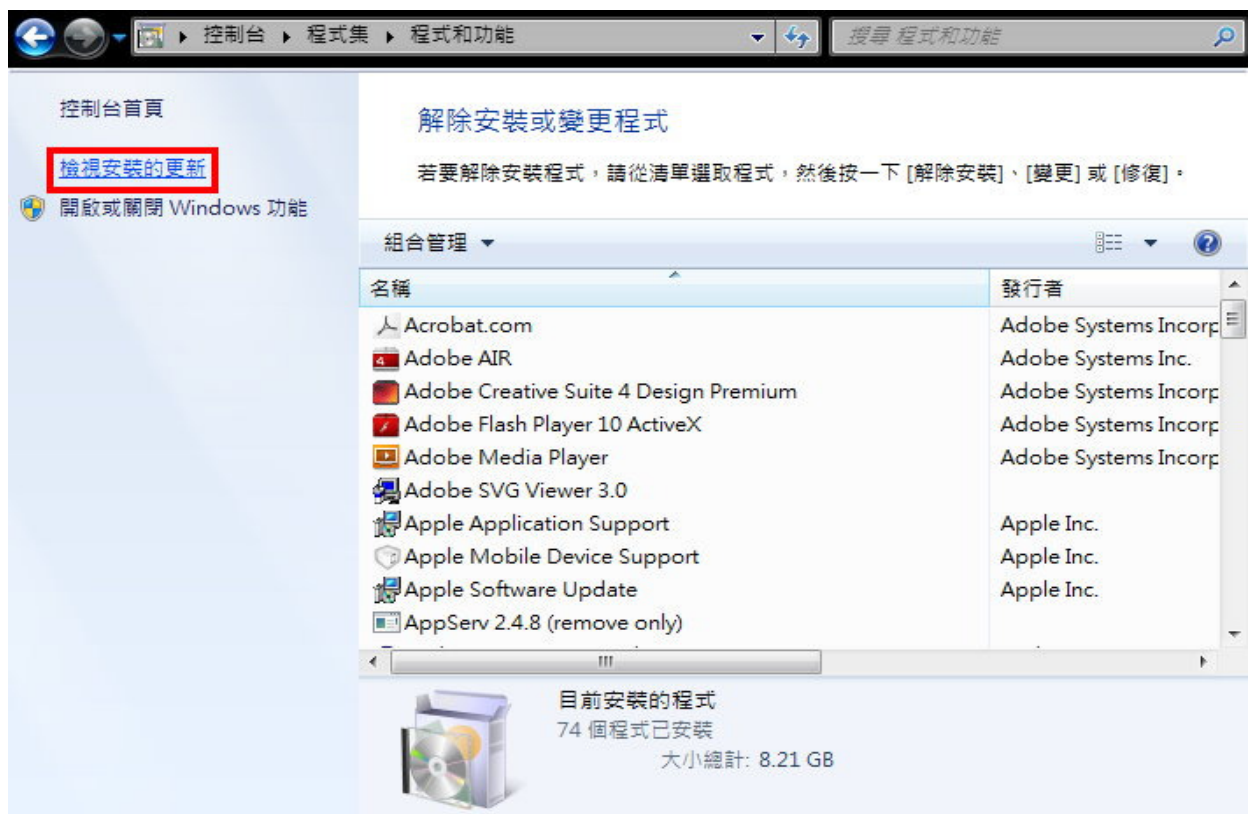 控制台 ▸ 程式集 ▸ 程式和功能
搜尋 程式和功能
控制台首頁
檢視安裝的更新
開啟或關閉 Windows 功能
解除安裝或變更程式
若要解除安裝程式，請從清單選取程式，然後按一下 [解除安裝]、[變更] 或 [修復]。
組合管理
名稱 發行者
Acrobat.com Adobe Systems Incorp
4 Adobe AIR Adobe Systems Inc.
Adobe Creative Suite 4 Design Premium Adobe Systems Incorp
Adobe Flash Player 10 ActiveX Adobe Systems Incorp
Adobe Media Player Adobe Systems Incorp
Adobe SVG Viewer 3.0
Apple Application Support Apple Inc.
Apple Mobile Device Support Apple Inc.
Apple Software Update Apple Inc.
AppServ 2.4.8 (remove only)
目前安裝的程式
74 個程式已安裝
大小總計: 8.21 GB